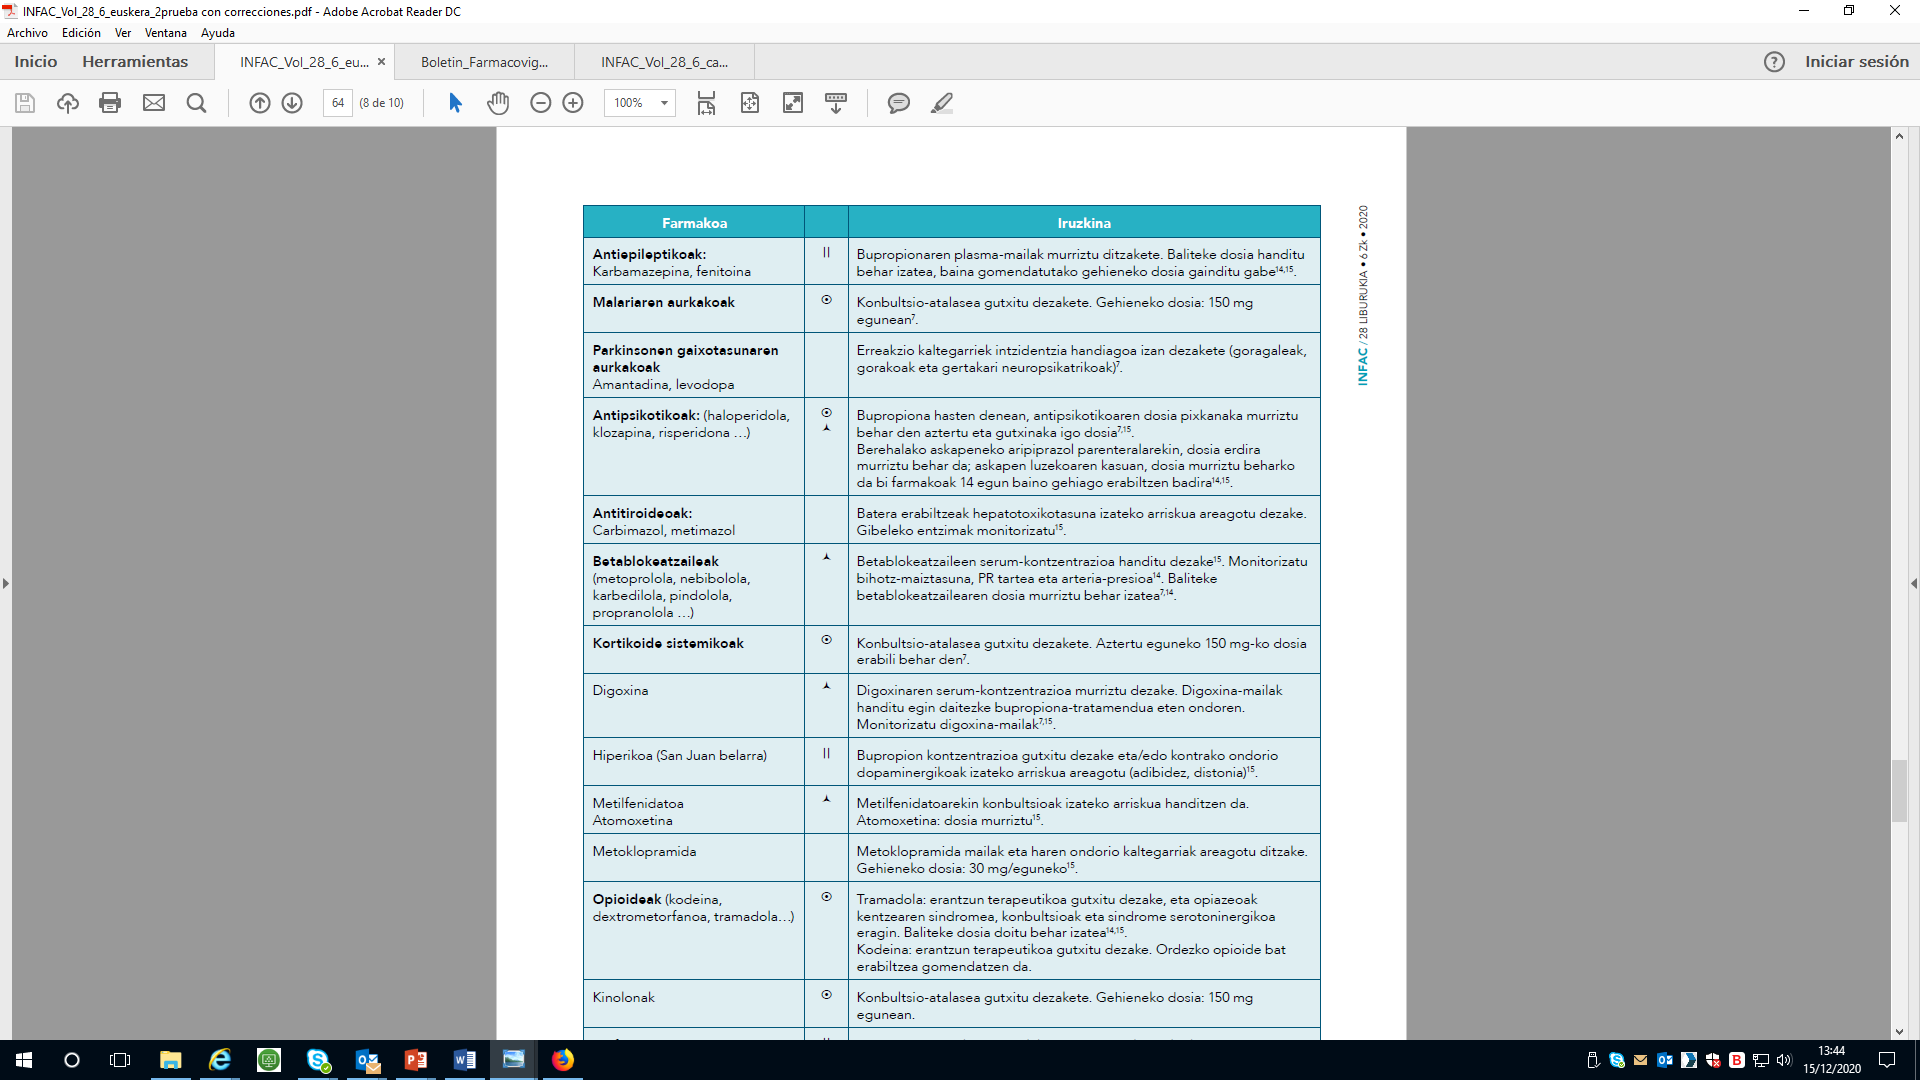 INFAC_Vol_28_6_euskera_2prueba con correcciones.pdf - Adobe Acrobat Reader DC
Archivo Edición Ver Ventana Ayuda
Inicio Herramientas INFAC_Vol_28_6_eu... × Boletin_Farmacovig... INFAC_Vol_28_6_ca... Iniciar sesión
64 (8 de 10) 100%
INFAC / 28 LIBURUKIA • 6 Zk • 2020
Farmakoa Iruzkina
Antiepileptikoak:
Karbamazepina, fenitoina
Bupropionaren plasma-mailak murriztu ditzakete. Baliteke dosia handitu
behar izatea, baina gomendatutako gehieneko dosia gainditu gabe14,15.
Malariaren aurkakoak
Konbultsio-atalasea gutxitu dezakete. Gehieneko dosia: 150 mg
egunean7.
Parkinsonen gaixotasunaren
aurkakoak
Amantadina, levodopa
Erreakzio kaltegarriek intzidentzia handiagoa izan dezakete (goragaleak,
gorakoak eta gertakari neuropsikatrikoak)7.
Antipsikotikoak: (haloperidola,
klozapina, risperidona …)
Bupropiona hasten denean, antipsikotikoaren dosia pixkanaka murriztu
behar den aztertu eta gutxinaka igo dosia7,15.
Berehalako askapeneko aripiprazol parenteralarekin, dosia erdira
murriztu behar da; askapen luzekoaren kasuan, dosia murriztu beharko
da bi farmakoak 14 egun baino gehiago erabiltzen badira14,15.
Antitiroideoak:
Carbimazol, metimazol
Batera erabiltzeak hepatotoxikotasuna izateko arriskua areagotu dezake.
Gibeleko entzimak monitorizatu15.
Betablokeatzaileak
(metoprolola, nebibolola,
karbedilola, pindolola,
propranolola …)
Betablokeatzaileen serum-kontzentrazioa handitu dezake15. Monitorizatu
bihotz-maiztasuna, PR tartea eta arteria-presioa14. Baliteke
betablokeatzailearen dosia murriztu behar izatea7,14.
Kortikoide sistemikoak
Konbultsio-atalasea gutxitu dezakete. Aztertu eguneko 150 mg-ko dosia
erabili behar den7.
Digoxina
Digoxinaren serum-kontzentrazioa murriztu dezake. Digoxina-mailak
handitu egin daitezke bupropiona-tratamendua eten ondoren.
Monitorizatu digoxina-mailak7,15.
Hiperikoa (San Juan belarra)
Bupropion kontzentrazioa gutxitu dezake eta/edo kontrako ondorio
dopaminergikoak izateko arriskua areagotu (adibidez, distonia)15.
Metilfenidatoa
Atomoxetina
Metilfenidatoarekin konbultsioak izateko arriskua handitzen da.
Atomoxetina: dosia murriztu15.
Metoklopramida
Metoklopramida mailak eta haren ondorio kaltegarriak areagotu ditzake.
Gehieneko dosia: 30 mg/eguneko15.
Opioideak (kodeina,
dextrometorfanoa, tramadola…)
Tramadola: erantzun terapeutikoa gutxitu dezake, eta opiazeoak
kentzearen sindromea, konbultsioak eta sindrome serotoninergikoa
eragin. Baliteke dosia doitu behar izatea14,15.
Kodeina: erantzun terapeutikoa gutxitu dezake. Ordezko opioide bat
erabiltzea gomendatzen da.
Kinolonak
Konbultsio-atalasea gutxitu dezakete. Gehieneko dosia: 150 mg
egunean.
13:44
15/12/2020